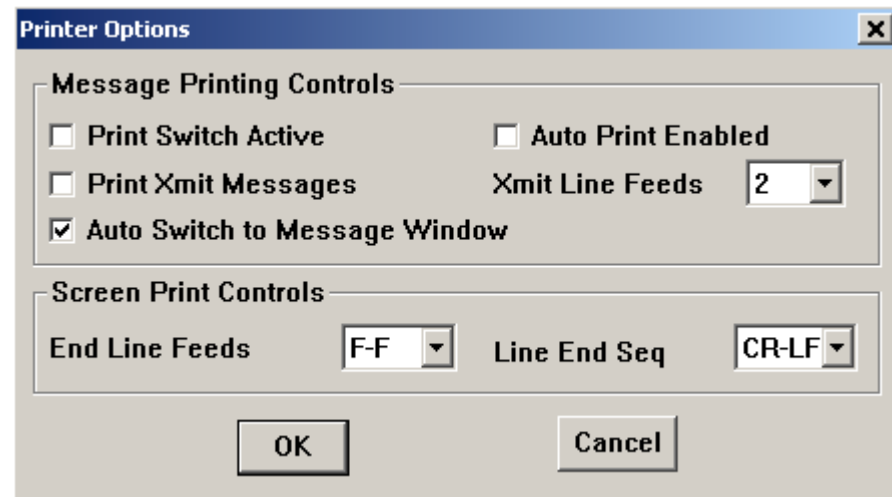 Printer Options
Message Printing Controls
Print Switch Active
Auto Print Enabled
Print Xmit Messages
Xmit Line Feeds
2
Auto Switch to Message Window
Screen Print Controls
End Line Feeds
F-F
Line End Seq
CR-LF
OK
Cancel